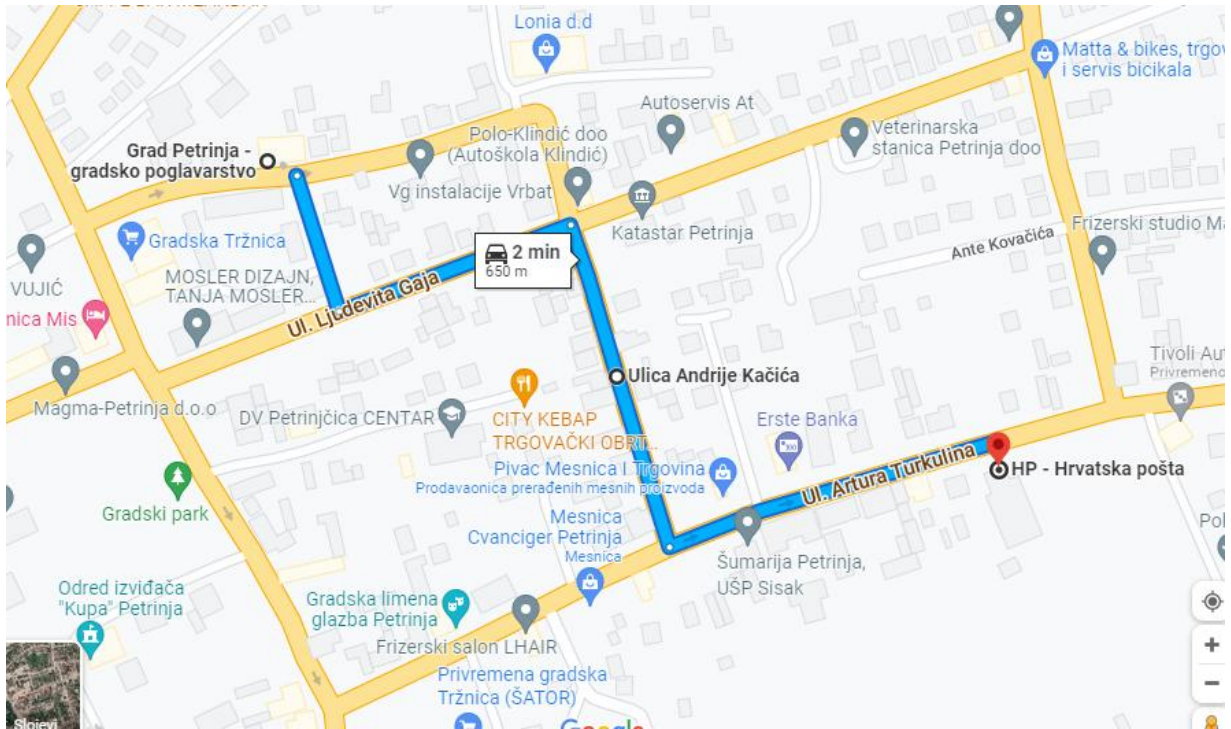 Lonia d.d
Matta & bikes, trgov
i servis bicikala
Autoservis At
Polo-Klindić doo
(Autoškola Klindić)
Veterinarska
stanica Petrinja doo
Grad Petrinja -
gradsko poglavarstvo
Vg instalacije Vrbat
Katastar Petrinja
Gradska Tržnica
Frizerski studio Ma
2 min
650 m
Ante Kovačića
MOSLER DIZAJN,
TANJA MOSLER...
VUJIĆ
nica Mis
Ul. Ljudevita Gaja
Tivoli Aut
Privremeno
Ulica Andrije Kačića
Magma-Petrinja d.o.o
DV Petrinjčica CENTAR
CITY KEBAP
TRGOVAČKI OBRT...
Erste Banka
Pivac Mesnica I Trgovina
Prodavaonica prerađenih mesnih proizvoda
Ul. Artura Turkulina
HP - Hrvatska pošta
Gradski park
Mesnica
Cvanciger Petrinja
Mesnica
Pol
Šumarija Petrinja,
UŠP Sisak
Odred izviđača
"Kupa" Petrinja
Gradska limena
glazba Petrinja
Frizerski salon LHAIR
Privremena gradska
Tržnica (ŠATOR)
Slojevi
Google